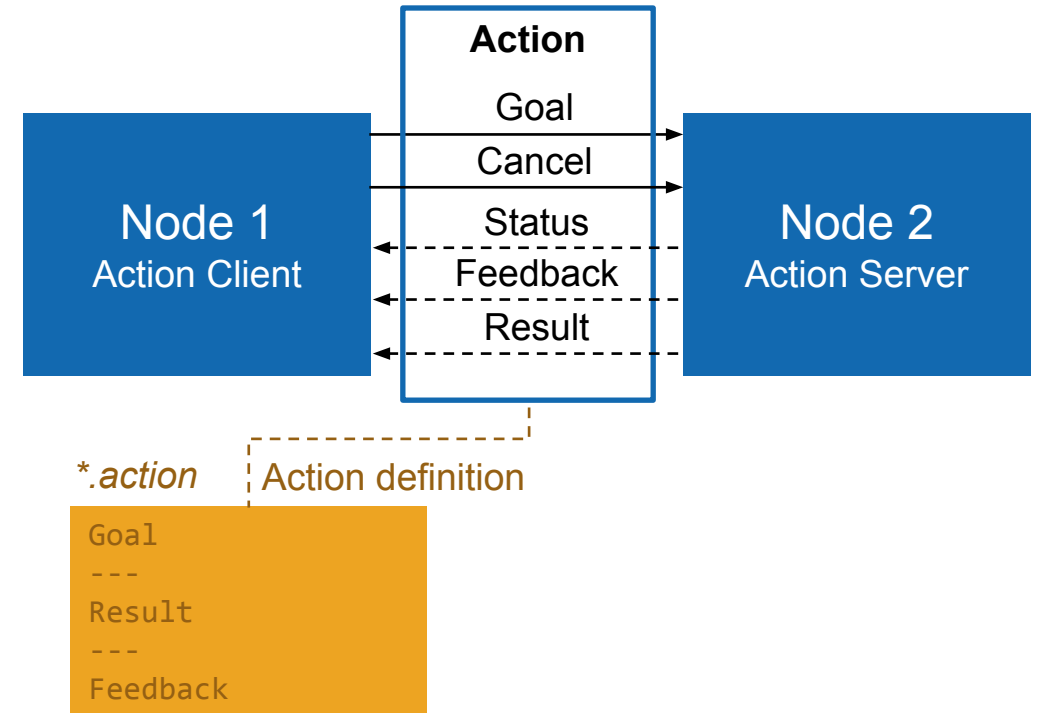 Action
Goal
Cancel
Status
Feedback
Result
Node 1
Action Client
Node 2
Action Server
*.action
Action definition
Goal
---
Result
---
Feedback